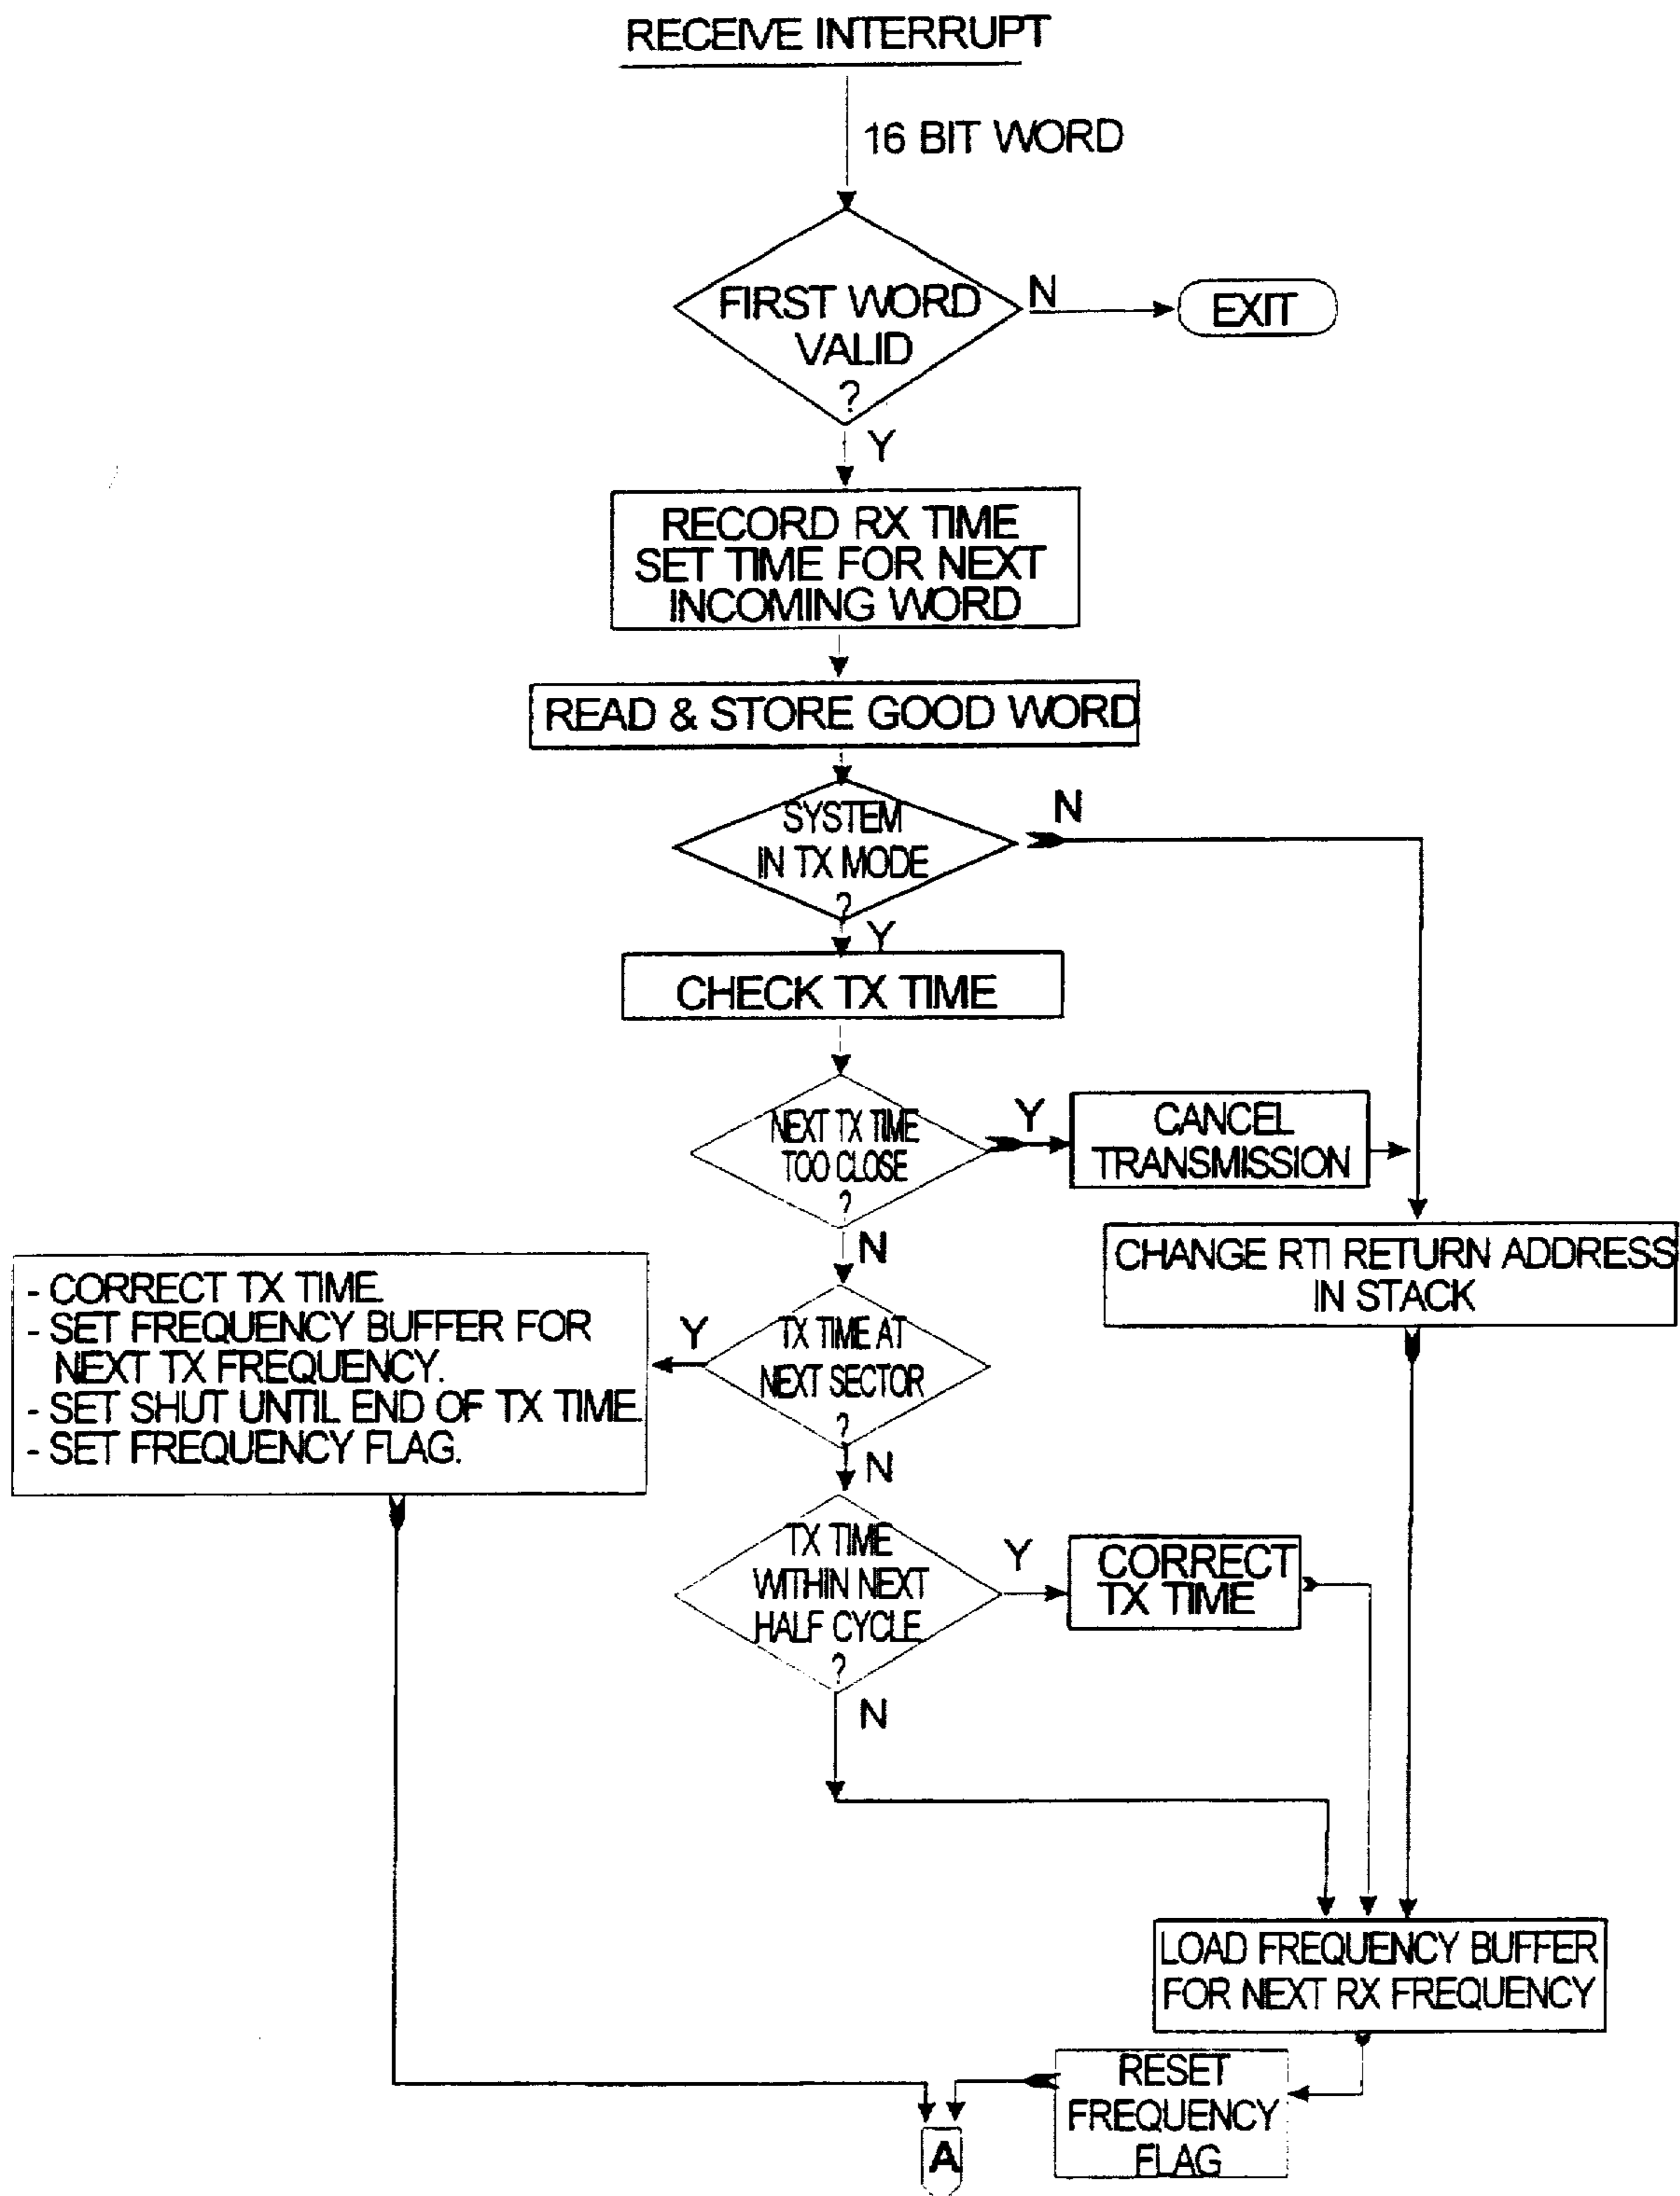 RECEIVE INTERRUPT
16 BIT WORD
FIRST WORD
VALID
?
N
EXIT
Y
RECORD RX TIME
SET TIME FOR NEXT
INCOMING WORD
READ & STORE GOOD WORD
SYSTEM
IN TX MODE
?
N
Y
CHECK TX TIME
NEXT TX TIME
TOO CLOSE
?
Y
CANCEL
TRANSMISSION
N
CHANGE RTI RETURN ADDRESS
IN STACK
- CORRECT TX TIME.
- SET FREQUENCY BUFFER FOR
NEXT TX FREQUENCY.
- SET SHUT UNTIL END OF TX TIME.
- SET FREQUENCY FLAG.
Y
TX TIME AT
NEXT SECTOR
?
N
TX TIME
WITHIN NEXT
HALF CYCLE
?
Y
CORRECT
TX TIME
N
LOAD FREQUENCY BUFFER
FOR NEXT RX FREQUENCY
RESET
FREQUENCY
FLAG
A